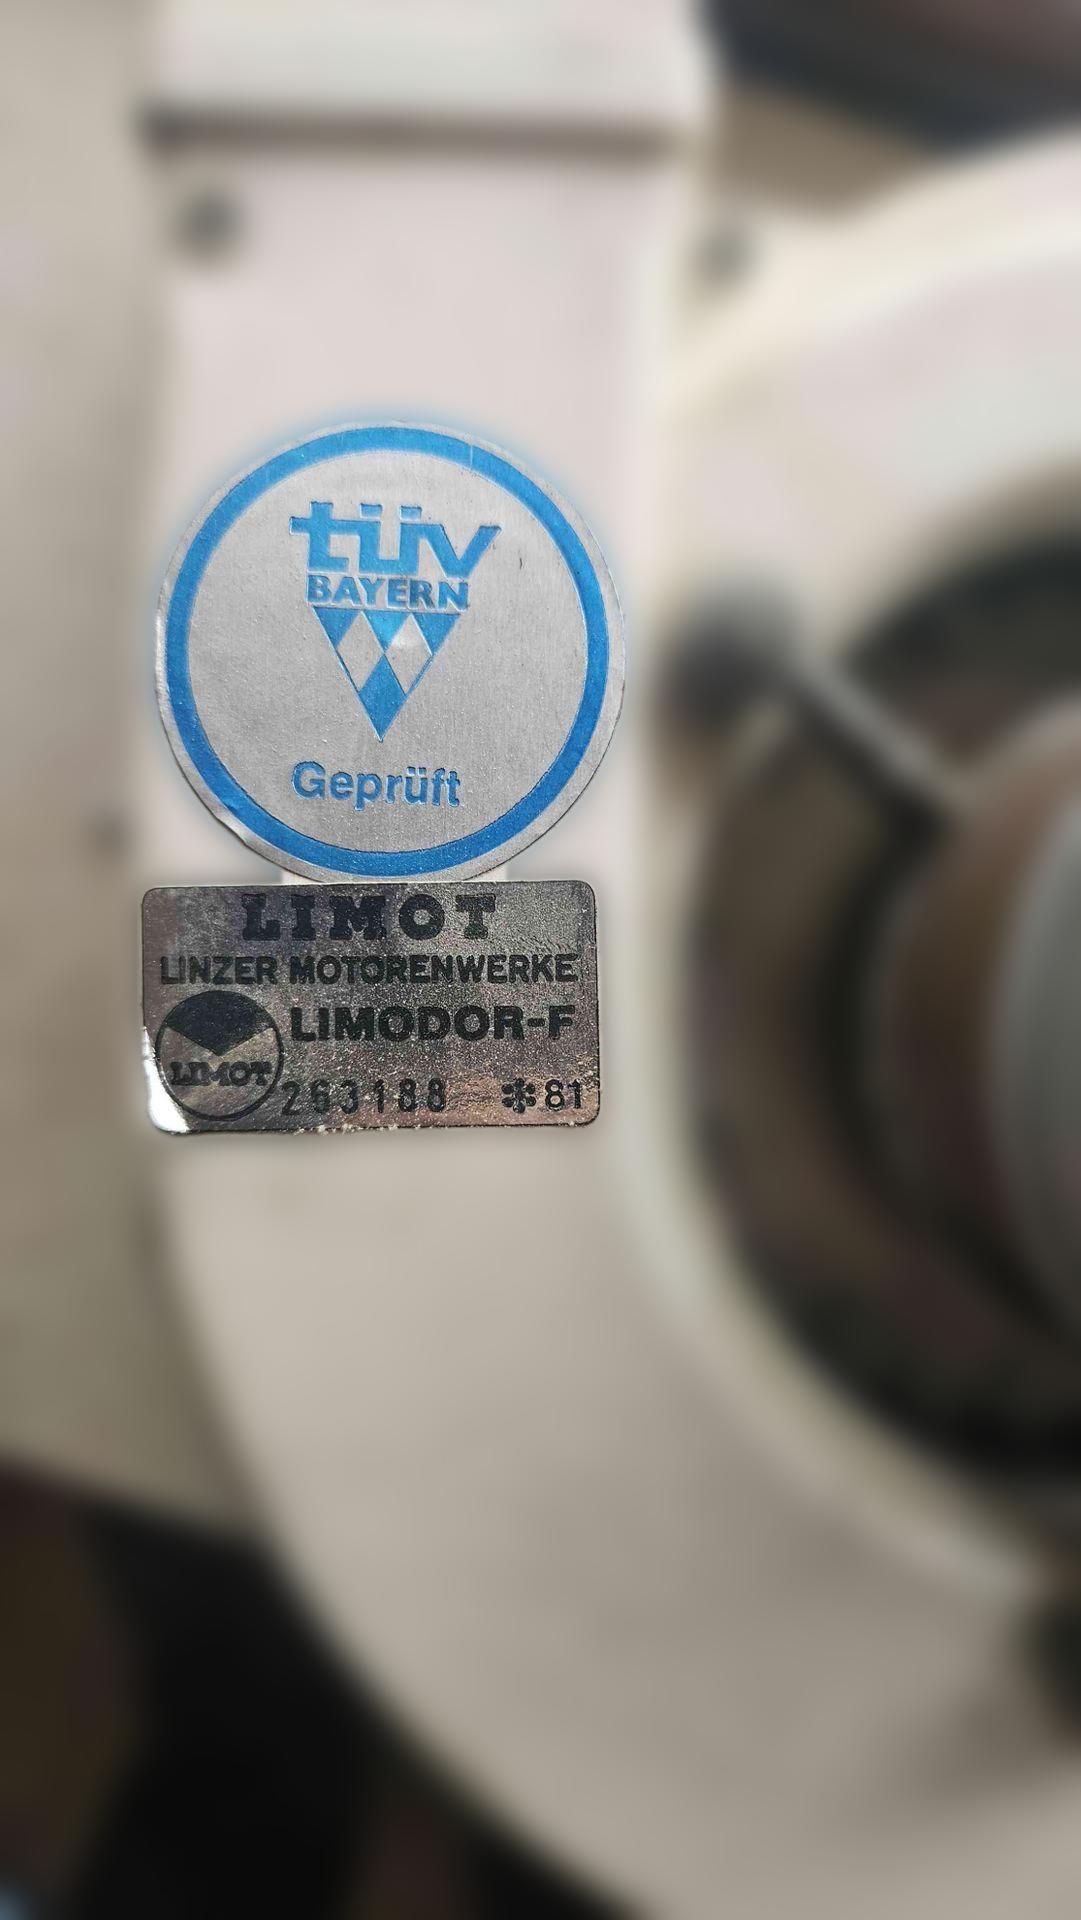 tüv
BAYERN
Geprüft
LIMOT
LINZER MOTORENWERKE
LIMODOR-F
LIMOT
263188 *81